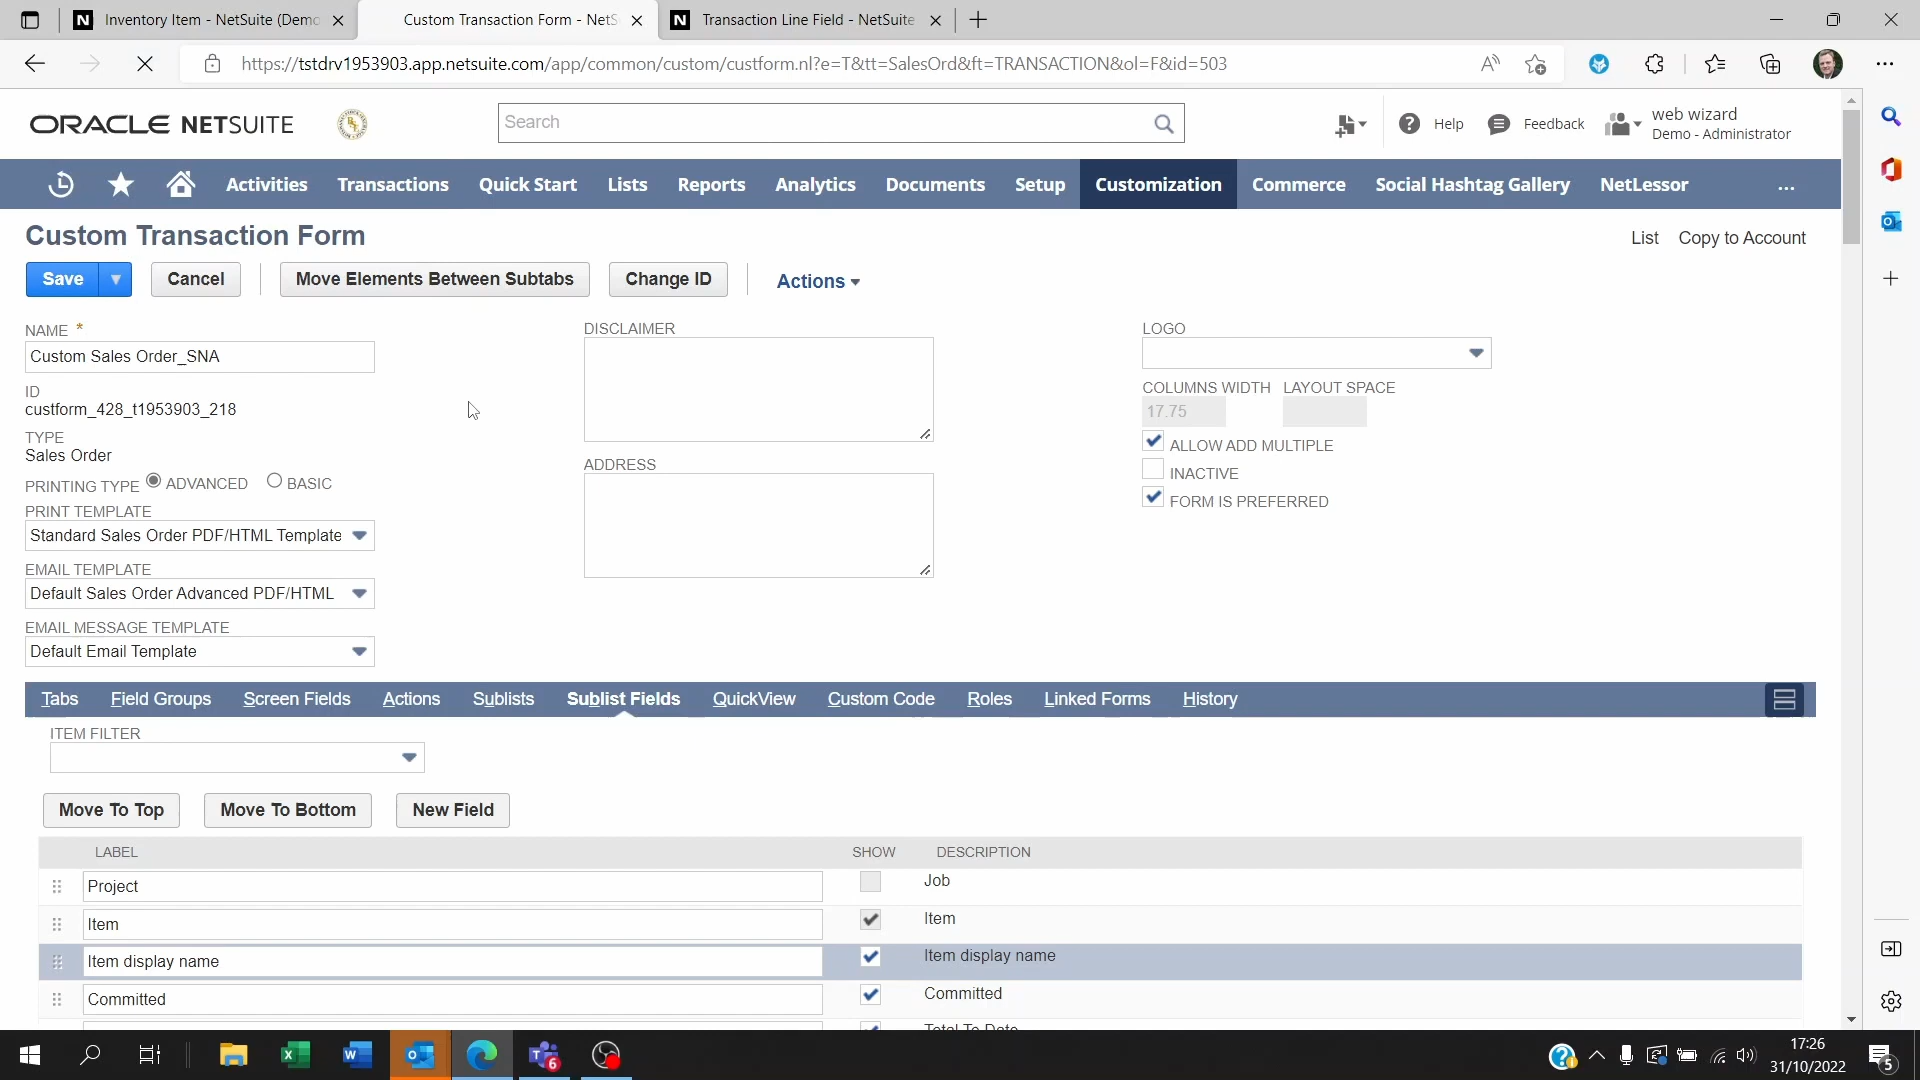 Inventory Item - NetSuite (Demo
Custom Transaction Form - NetS
Transaction Line Field - NetSuite
https://tstdrv1953903.app.netsuite.com/app/common/custom/custform.nl?e=T&tt=SalesOrd&ft=TRANSACTION&ol=F&id=503
ORACLE NETSUITE
Search
Help
Feedback
web wizard
Demo - Administrator
Activities Transactions Quick Start Lists Reports Analytics Documents Setup Customization Commerce Social Hashtag Gallery NetLessor ...
Custom Transaction Form
List Copy to Account
Save Cancel Move Elements Between Subtabs Change ID Actions
NAME *
Custom Sales Order_SNA
ID
custform_428_t1953903_218
TYPE
Sales Order
PRINTING TYPE ADVANCED BASIC
PRINT TEMPLATE
Standard Sales Order PDF/HTML Template
EMAIL TEMPLATE
Default Sales Order Advanced PDF/HTML
EMAIL MESSAGE TEMPLATE
Default Email Template
DISCLAIMER
ADDRESS
LOGO
COLUMNS WIDTH LAYOUT SPACE
17.75
ALLOW ADD MULTIPLE
INACTIVE
FORM IS PREFERRED
Tabs Field Groups Screen Fields Actions Sublists Sublist Fields QuickView Custom Code Roles Linked Forms History
ITEM FILTER
Move To Top Move To Bottom New Field
LABEL SHOW DESCRIPTION
Project Job
Item Item
Item display name Item display name
Committed Committed
Total To Date
17:26
31/10/2022
6
5